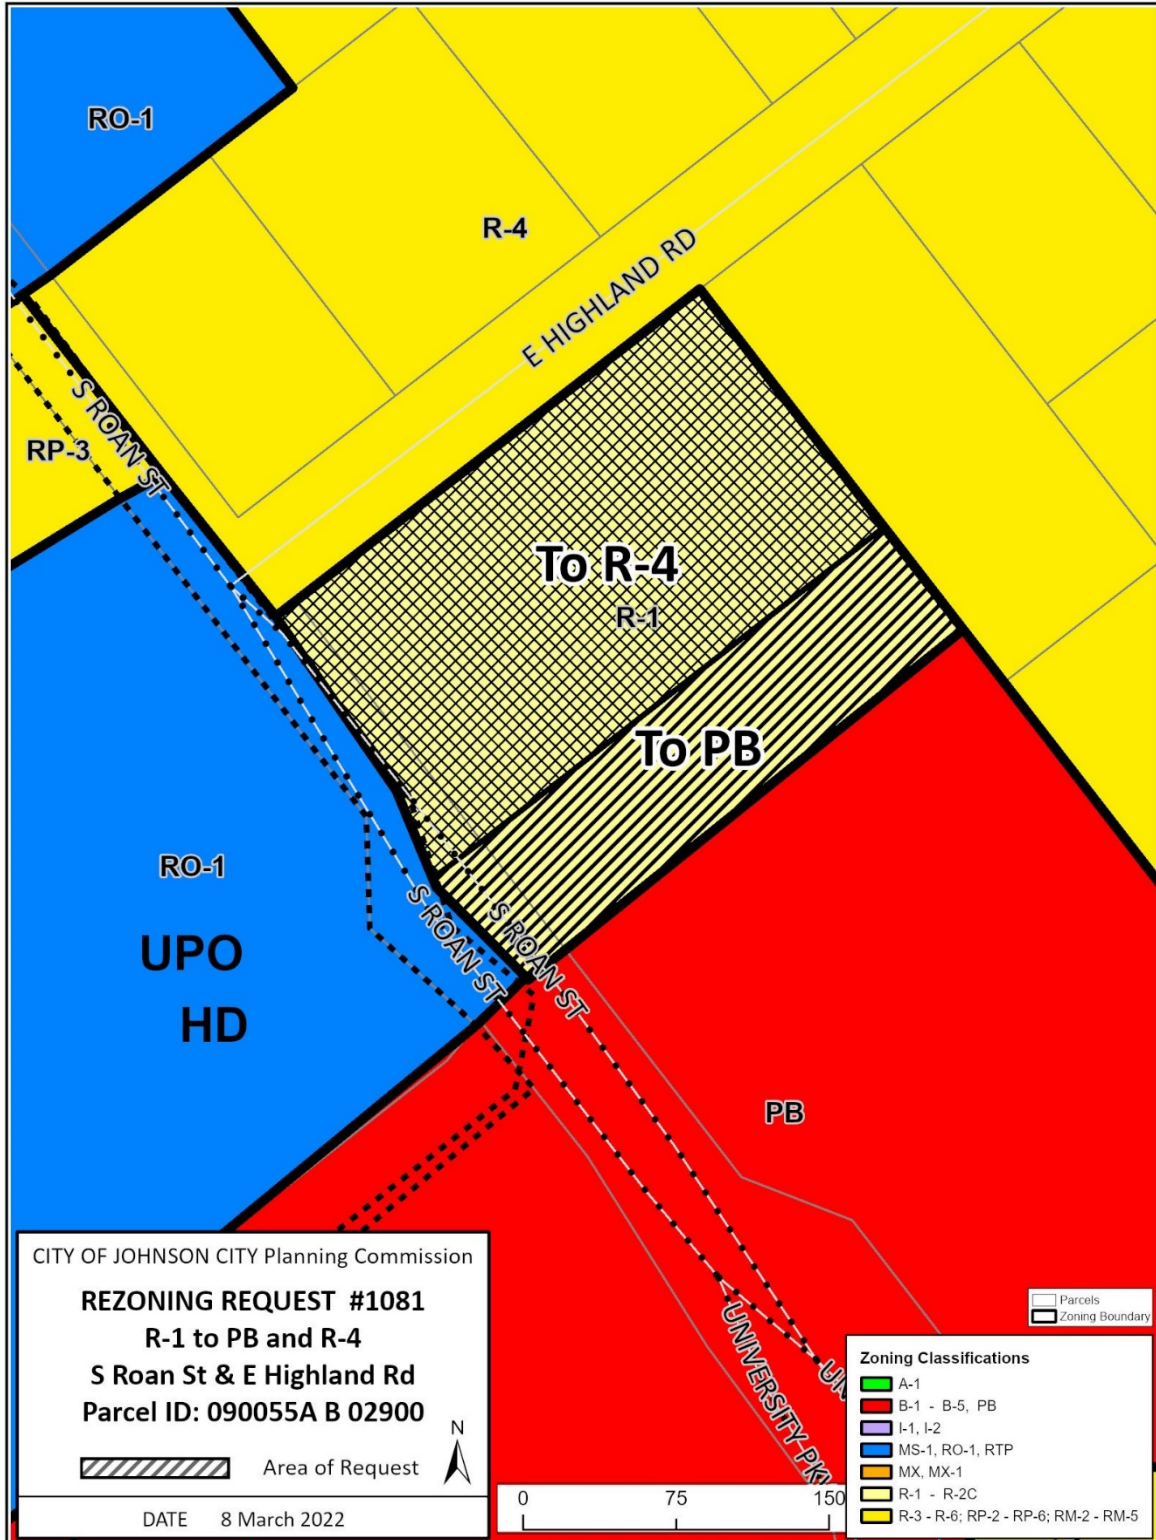 RO-1
R-4
E HIGHLAND RD
S ROAN ST
RP-3
To R-4
R-1
To PB
RO-1
S ROAN ST
S ROAN ST
UPO
HD
PB
UNIVERSITY PK
CITY OF JOHNSON CITY Planning Commission
REZONING REQUEST #1081
R-1 to PB and R-4
S Roan St & E Highland Rd
Parcel ID: 090055A B 02900
Area of Request
N
DATE 8 March 2022
0 75 150
Parcels
Zoning Boundary
Zoning Classifications
A-1
B-1 - B-5, PB
I-1, I-2
MS-1, RO-1, RTP
MX, MX-1
R-1 - R-2C
R-3 - R-6; RP-2 - RP-6; RM-2 - RM-5